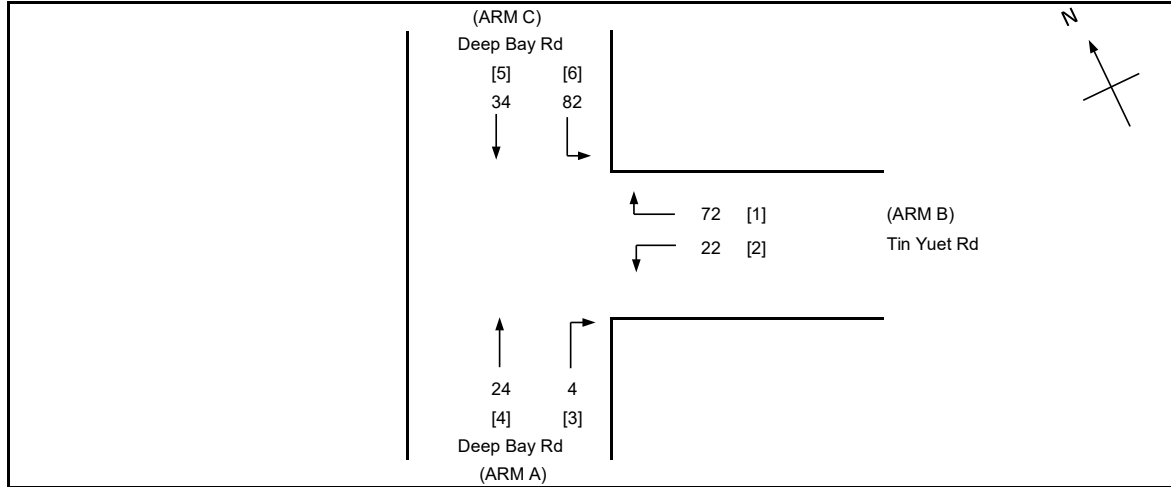 (ARM C)
Deep Bay Rd
[5] [6]
34 82
N
72 [1] (ARM B)
22 [2] Tin Yuet Rd
24 4
[4] [3]
Deep Bay Rd
(ARM A)